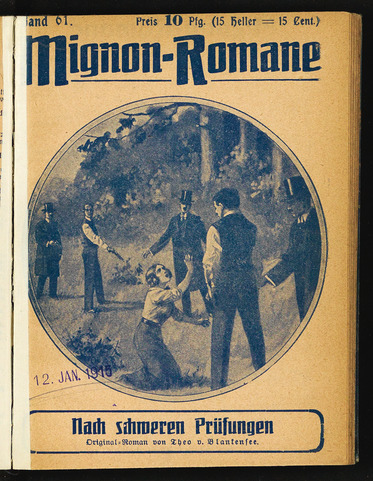 Band 61. Preis 10 Pfg. (15 Heller = 15 Cent.)
Mignon-Romane
12. JAN. 1915
Nach schweren Prüfungen
Original-Roman von Theo v. Blankensee.